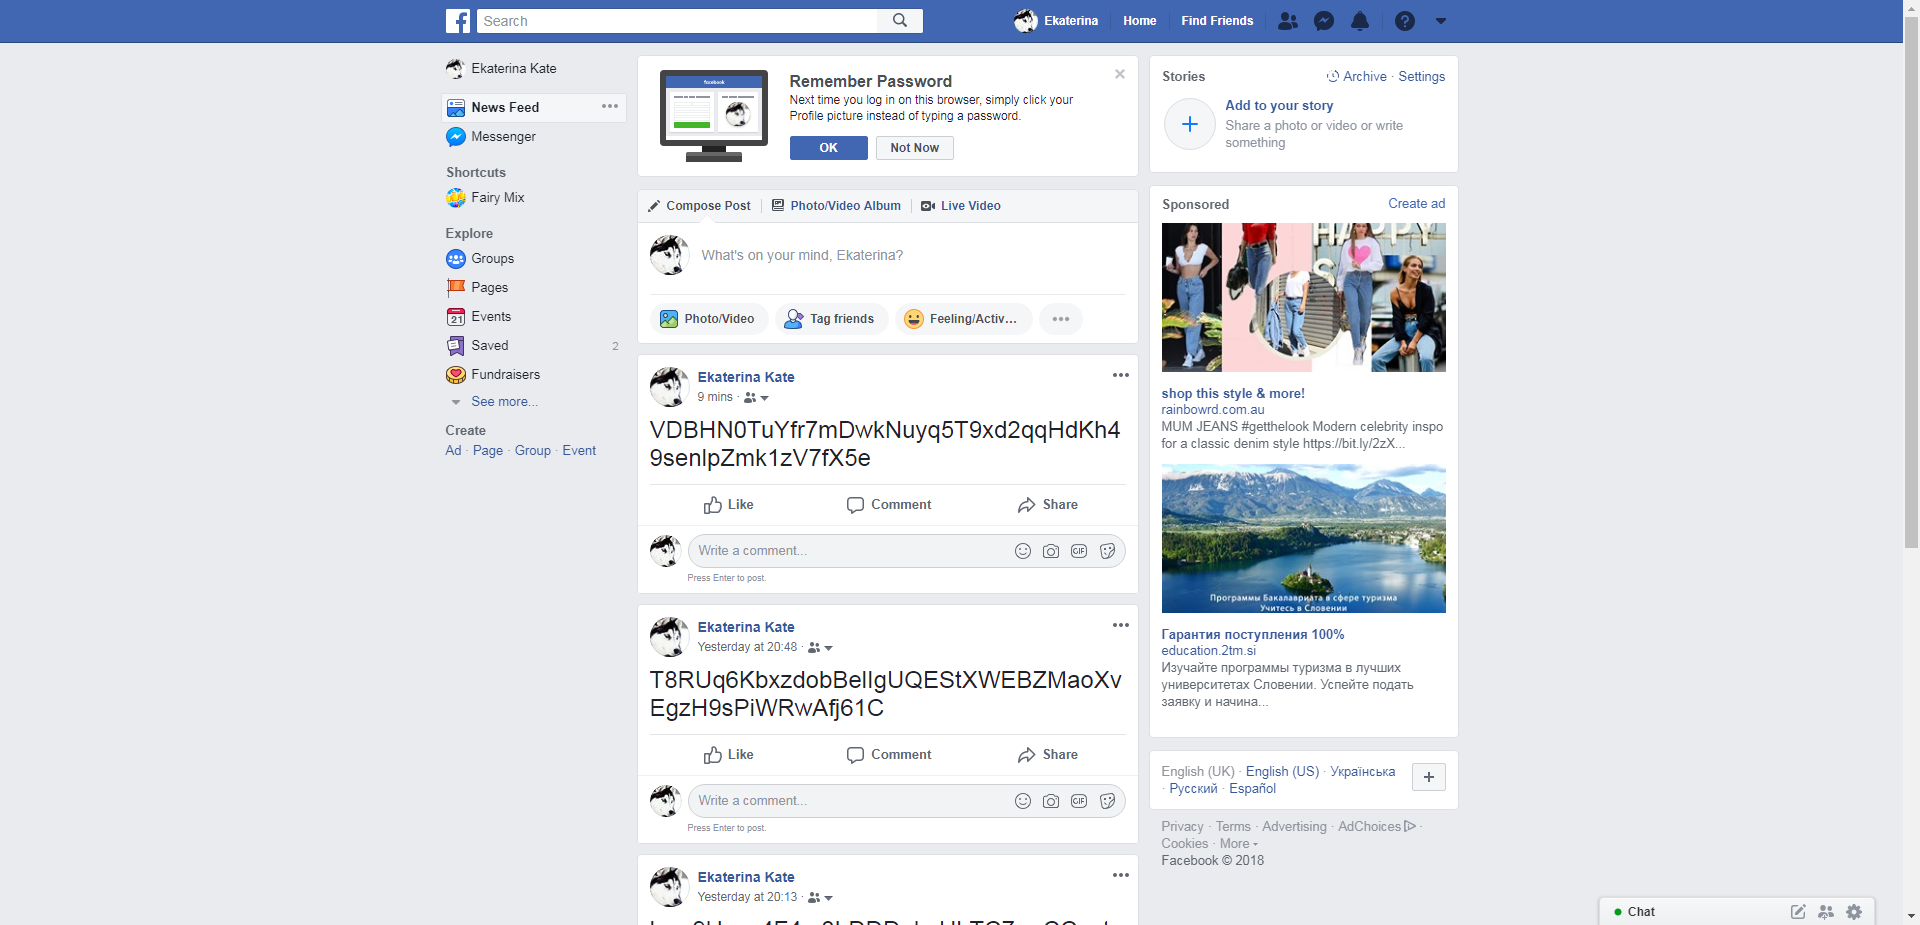 Search
Ekaterina
Home
Find Friends
Ekaterina Kate
News Feed
Messenger
Shortcuts
Fairy Mix
Explore
Groups
Pages
21
Events
Saved
2
Fundraisers
See more...
Create
Ad · Page · Group · Event
facebook
Remember Password
Next time you log in on this browser, simply click your
Profile picture instead of typing a password.
OK
Not Now
Compose Post
Photo/Video Album
Live Video
What's on your mind, Ekaterina?
Photo/Video
Tag friends
Feeling/Activ...
Ekaterina Kate
9 mins ·
VDBHN0TuYfr7mDwkNuyq5T9xd2qqHdKh4
9senlpZmk1zV7fX5e
Like
Comment
Share
Write a comment...
GIF
Press Enter to post.
Ekaterina Kate
Yesterday at 20:48 ·
T8RUq6KbxzdobBelIgUQEStXWEBZMaoXv
EgzH9sPiWRwAfj61C
Like
Comment
Share
Write a comment...
GIF
Press Enter to post.
Ekaterina Kate
Yesterday at 20:13 ·
Stories
Archive · Settings
Add to your story
Share a photo or video or write
something
Sponsored
Create ad
HAPPY
shop this style & more!
rainbowrd.com.au
MUM JEANS #getthelook Modern celebrity inspo
for a classic denim style https://bit.ly/2zX...
Программы Бакалавриата в сфере туризма
Учитесь в Словении
Гарантия поступления 100%
education.2tm.si
Изучайте программы туризма в лучших
университетах Словении. Успейте подать
заявку и начина...
English (UK) · English (US) · Українська
· Русский · Español
Privacy · Terms · Advertising · AdChoices ·
Cookies · More
Facebook © 2018
Chat